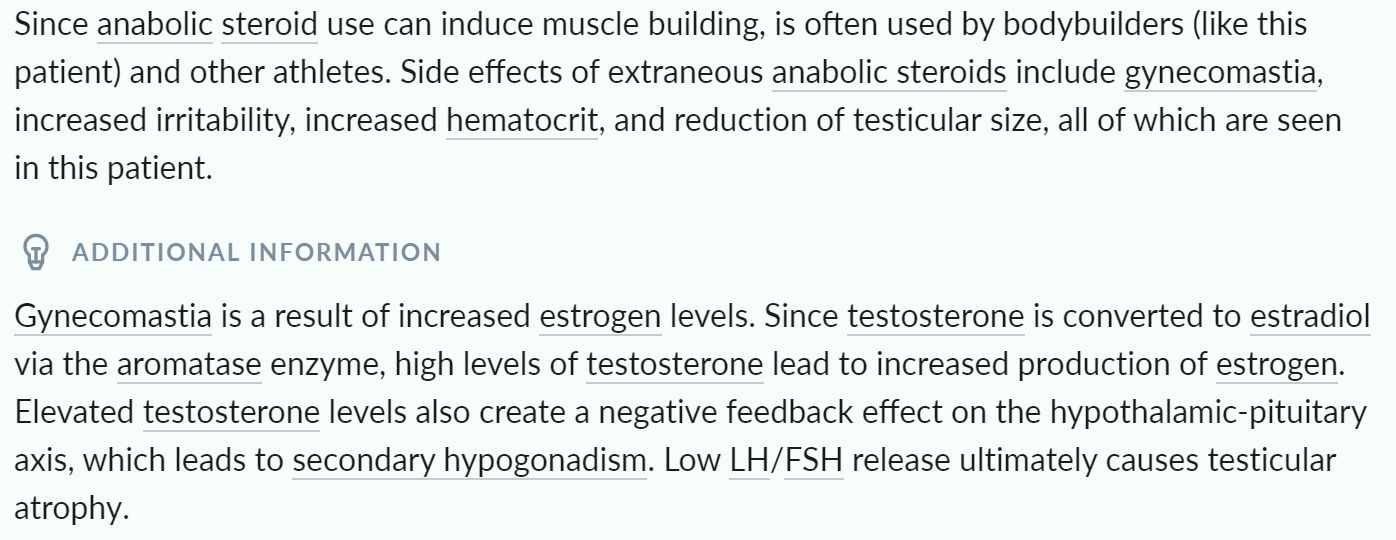 Since anabolic steroid use can induce muscle building, is often used by bodybuilders (like this
patient) and other athletes. Side effects of extraneous anabolic steroids include gynecomastia,
increased irritability, increased hematocrit, and reduction of testicular size, all of which are seen
in this patient.
ADDITIONAL INFORMATION
Gynecomastia is a result of increased estrogen levels. Since testosterone is converted to estradiol
via the aromatase enzyme, high levels of testosterone lead to increased production of estrogen.
Elevated testosterone levels also create a negative feedback effect on the hypothalamic-pituitary
axis, which leads to secondary hypogonadism. Low LH/FSH release ultimately causes testicular
atrophy.